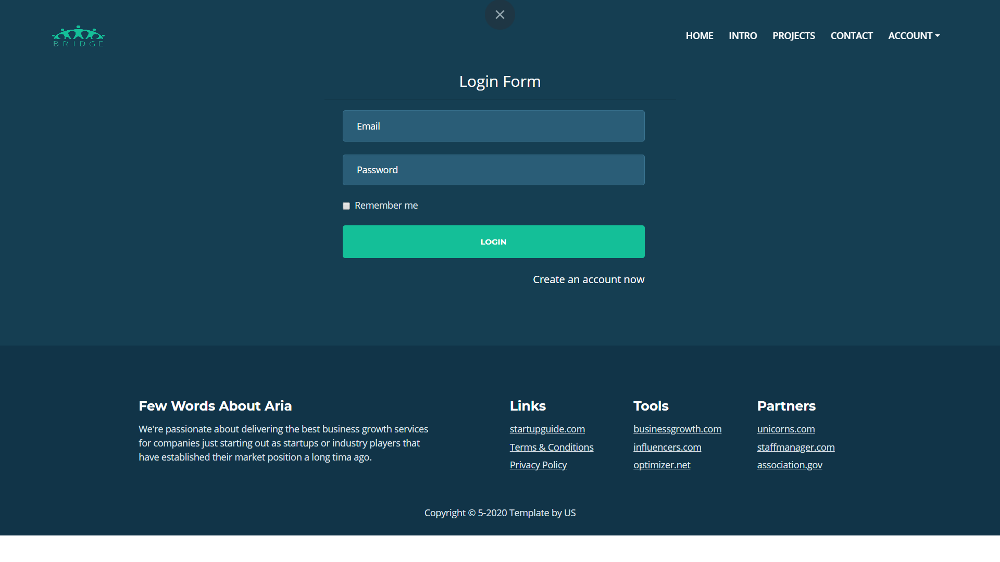 BRIDGE
HOME INTRO PROJECTS CONTACT ACCOUNT
Login Form
Email
Password
Remember me
LOGIN
Create an account now
Few Words About Aria
We're passionate about delivering the best business growth services
for companies just starting out as startups or industry players that
have established their market position a long tima ago.
Links
startupguide.com
Terms & Conditions
Privacy Policy
Tools
businessgrowth.com
influencers.com
optimizer.net
Partners
unicorns.com
staffmanager.com
association.gov
Copyright © 5-2020 Template by US